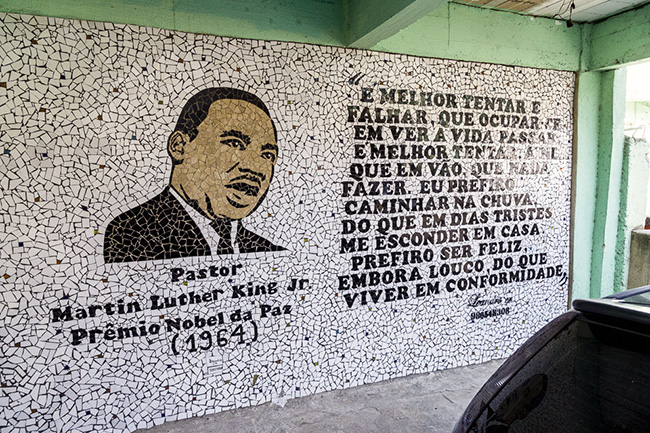 "É MELHOR TENTAR E
FALHAR, QUE OCUPAR-SE
EM VER A VIDA PASSAR
É MELHOR TENTAR, AINDA
QUE EM VÃO, QUE NADA
FAZER. EU PREFIRO
CAMINHAR NA CHUVA,
DO QUE EM DIAS TRISTES
ME ESCONDER EM CASA
PREFIRO SER FELIZ,
EMBORA LOUCO, DO QUE
VIVER EM CONFORMIDADE"
Pastor
Martin Luther King Jr.
Prêmio Nobel da Paz
(1964)